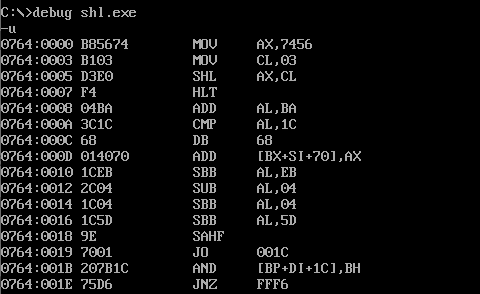 C:\>debug shl.exe
-u
0764:0000 B85674 MOV AX,7456
0764:0003 B103 MOV CL,03
0764:0005 D3E0 SHL AX,CL
0764:0007 F4 HLT
0764:0008 04BA ADD AL,BA
0764:000A 3C1C CMP AL,1C
0764:000C 68 DB 68
0764:000D 014070 ADD [BX+SI+70],AX
0764:0010 1CEB SBB AL,EB
0764:0012 2C04 SUB AL,04
0764:0014 1C04 SBB AL,04
0764:0016 1C5D SBB AL,5D
0764:0018 9E SAHF
0764:0019 7001 JO 001C
0764:001B 207B1C AND [BP+DI+1C],BH
0764:001E 75D6 JNZ FFF6